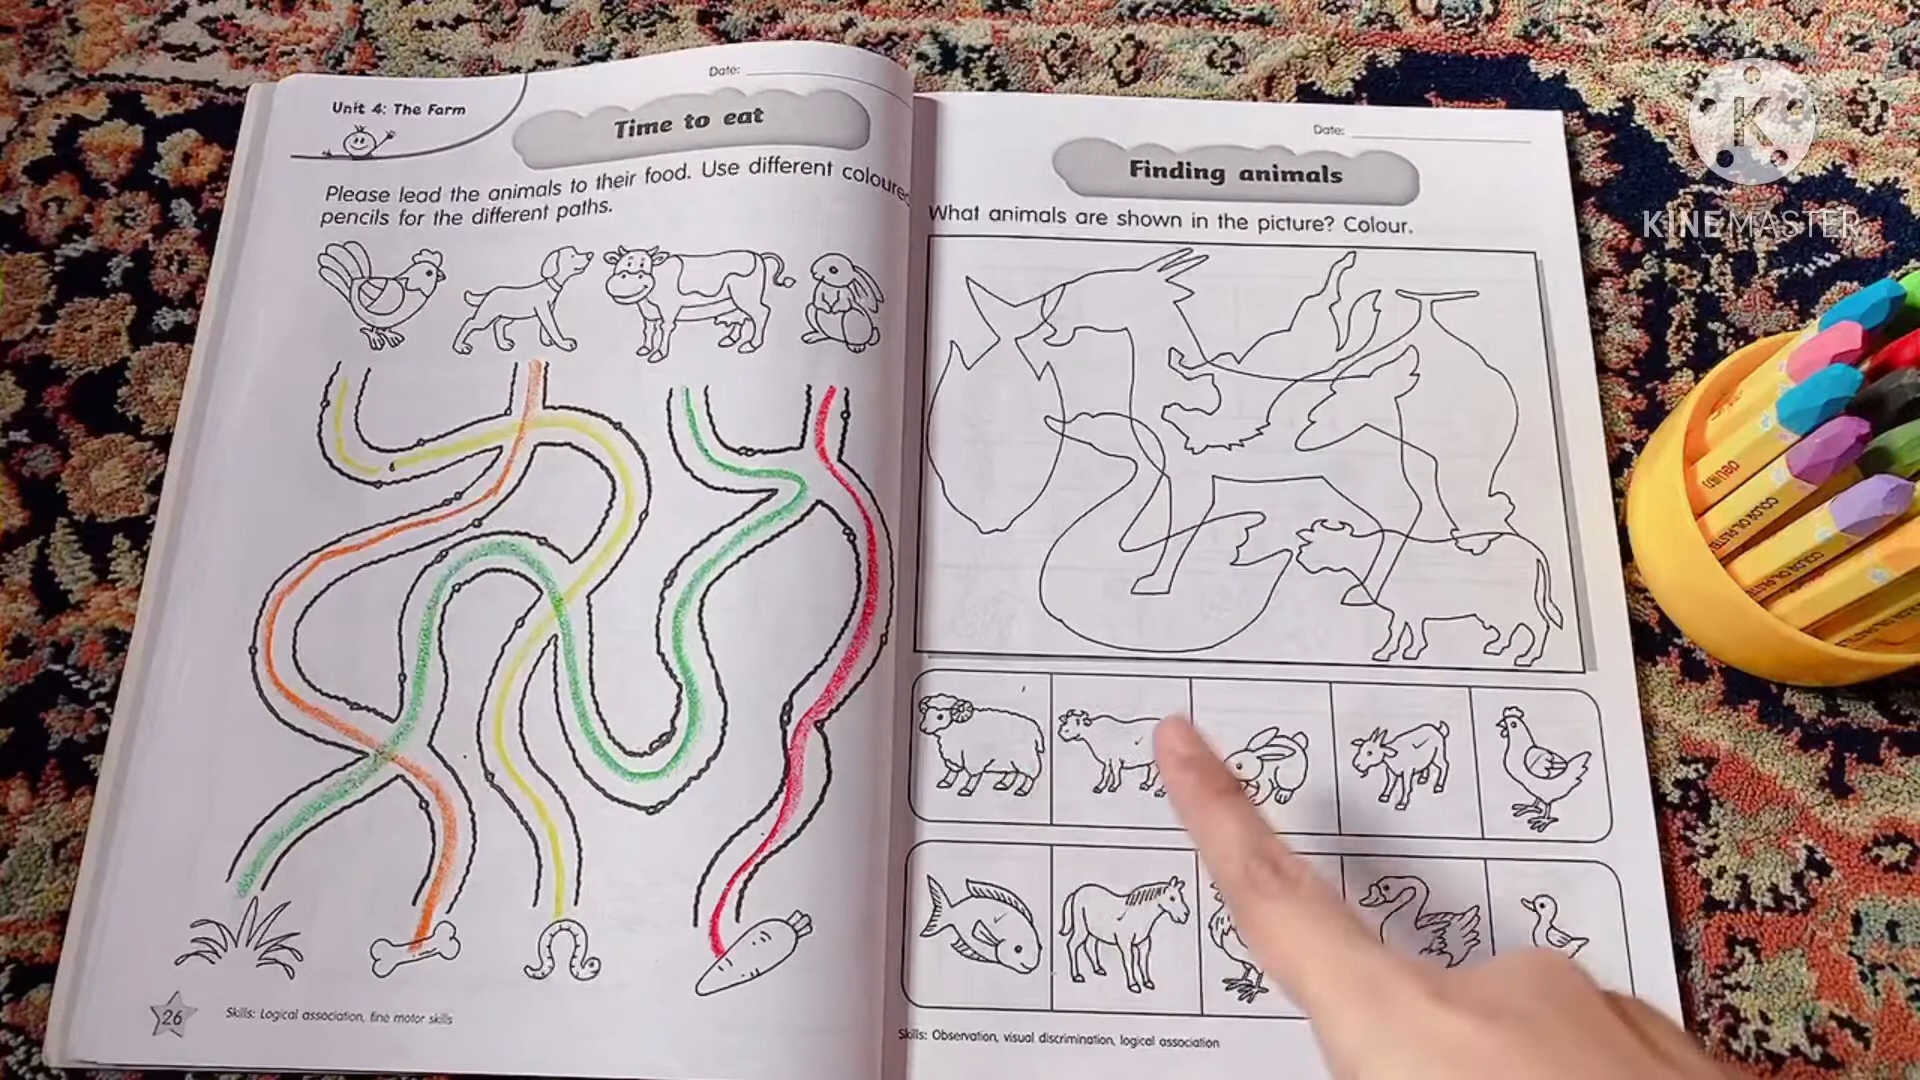 Date:
Unit 4: The Farm
Time to eat
Please lead the animals to their food. Use different coloured
pencils for the different paths.
26
Skills: Logical association, fine motor skills
Date:
Finding animals
What animals are shown in the picture? Colour.
Skills: Observation, visual discrimination, logical association
K
KINEMASTER